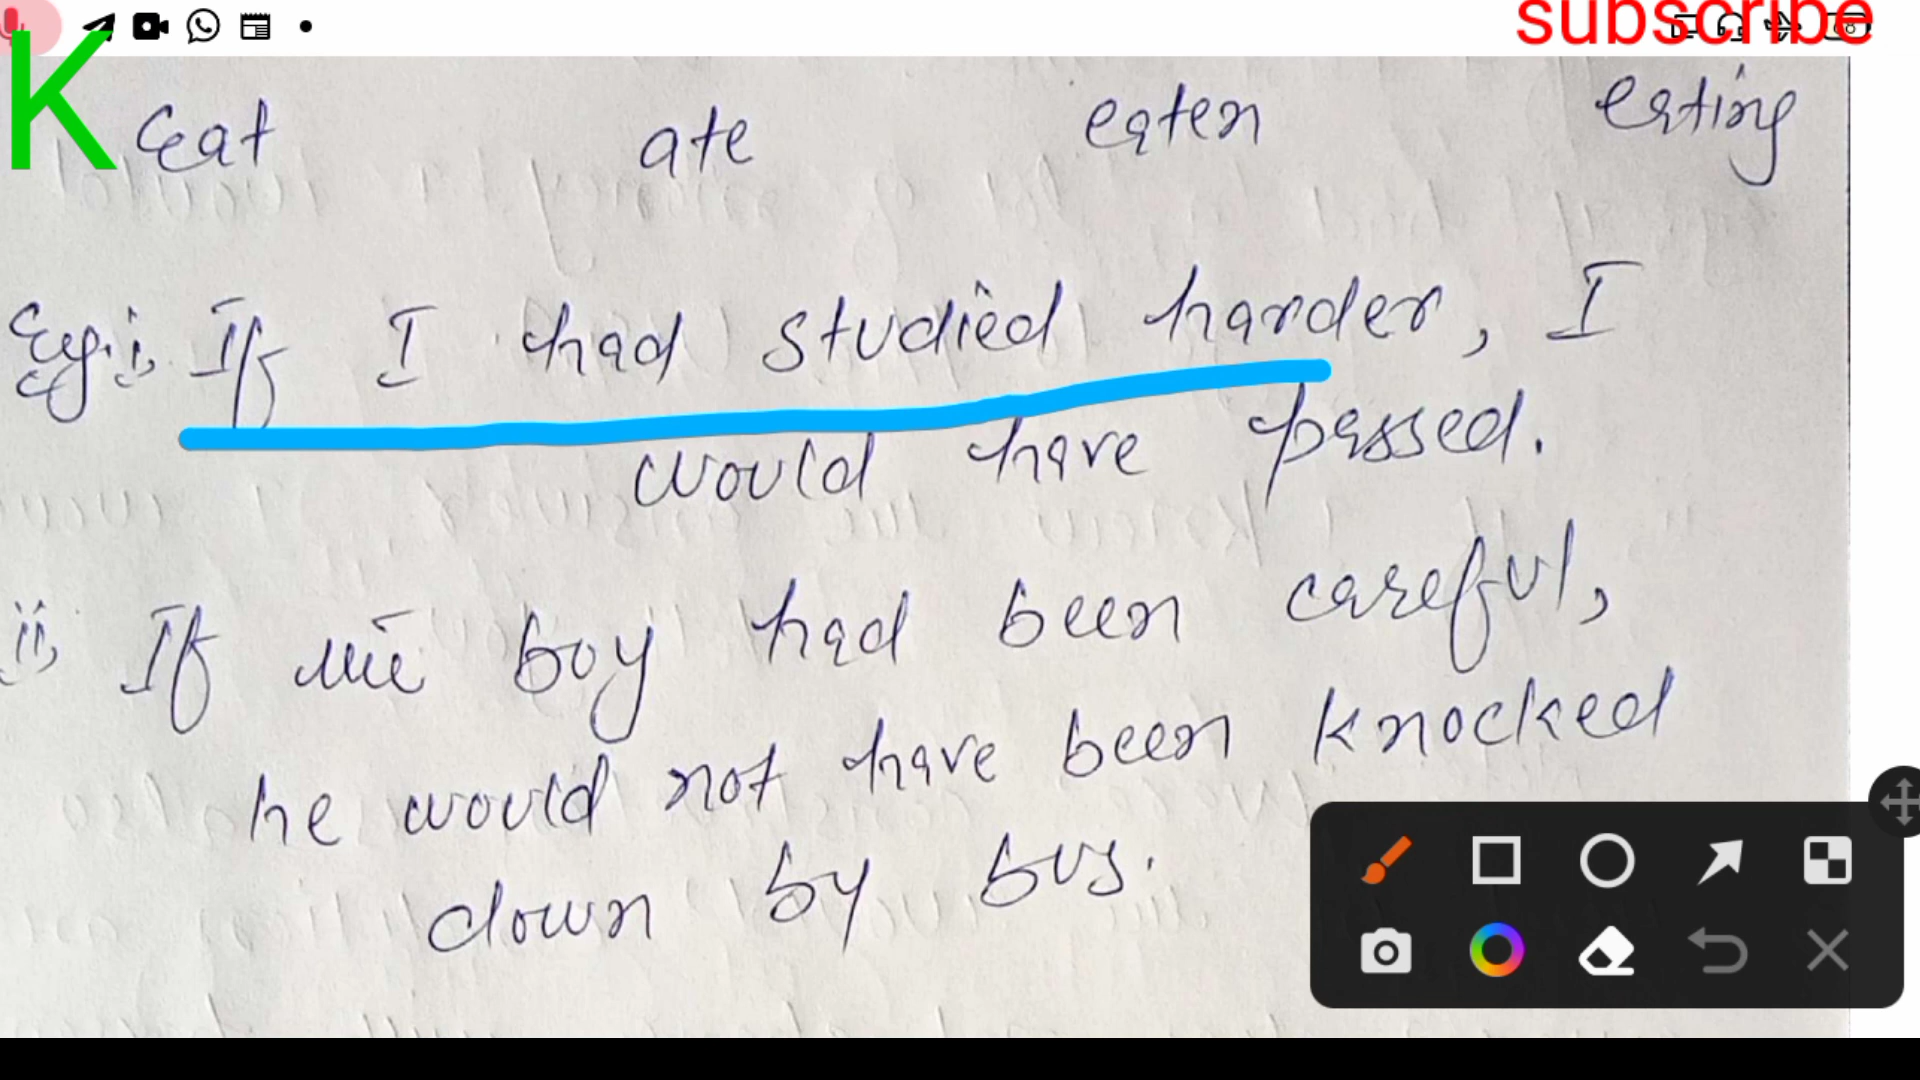 subscribe
K
Eat ate eaten eating
Eg: i, If I had studied harder, I
would have passed.
ii, If the boy had been careful,
he would not have been knocked
down by bus.